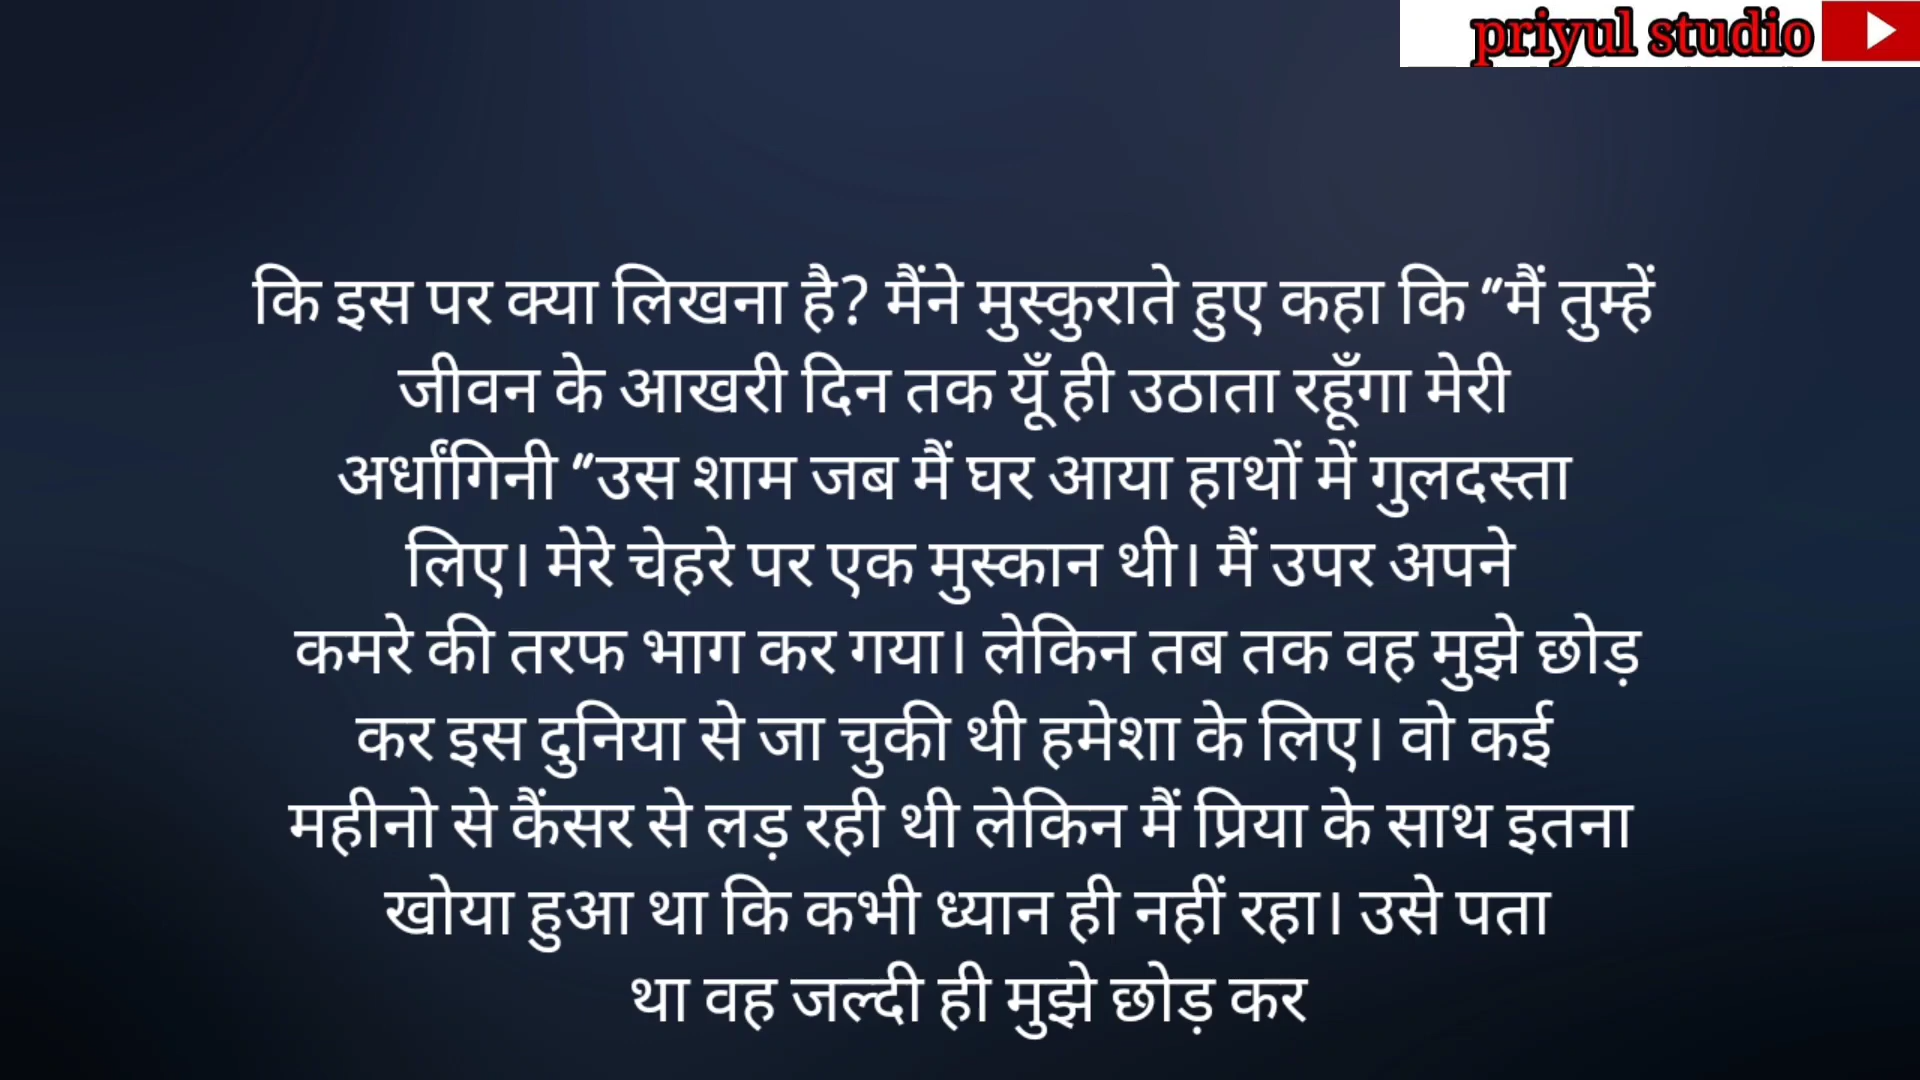 priyul studio
कि इस पर क्या लिखना है? मैंने मुस्कुराते हुए कहा कि “मैं तुम्हें
जीवन के आखरी दिन तक यूँ ही उठाता रहूँगा मेरी
अर्धांगिनी “उस शाम जब मैं घर आया हाथों में गुलदस्ता
लिए। मेरे चेहरे पर एक मुस्कान थी। मैं उपर अपने
कमरे की तरफ भाग कर गया। लेकिन तब तक वह मुझे छोड़
कर इस दुनिया से जा चुकी थी हमेशा के लिए। वो कई
महीनो से कैंसर से लड़ रही थी लेकिन मैं प्रिया के साथ इतना
खोया हुआ था कि कभी ध्यान ही नहीं रहा। उसे पता
था वह जल्दी ही मुझे छोड़ कर